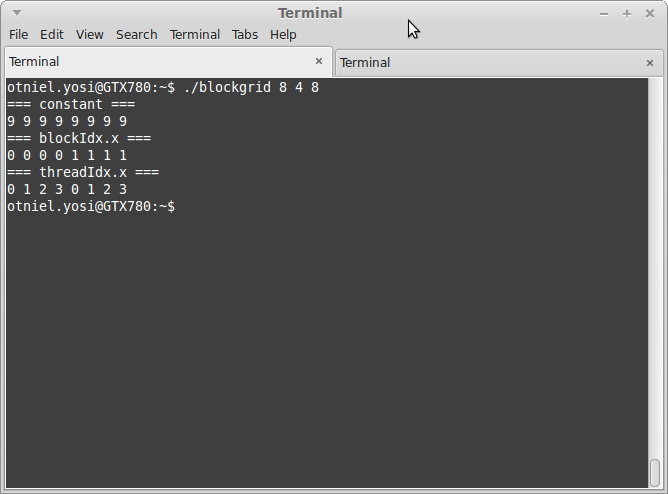 Terminal
File Edit View Search Terminal Tabs Help
Terminal × Terminal ×
otniel.yosi@GTX780:~$ ./blockgrid 8 4 8
=== constant ===
9 9 9 9 9 9 9 9
=== blockIdx.x ===
0 0 0 0 1 1 1 1
=== threadIdx.x ===
0 1 2 3 0 1 2 3
otniel.yosi@GTX780:~$